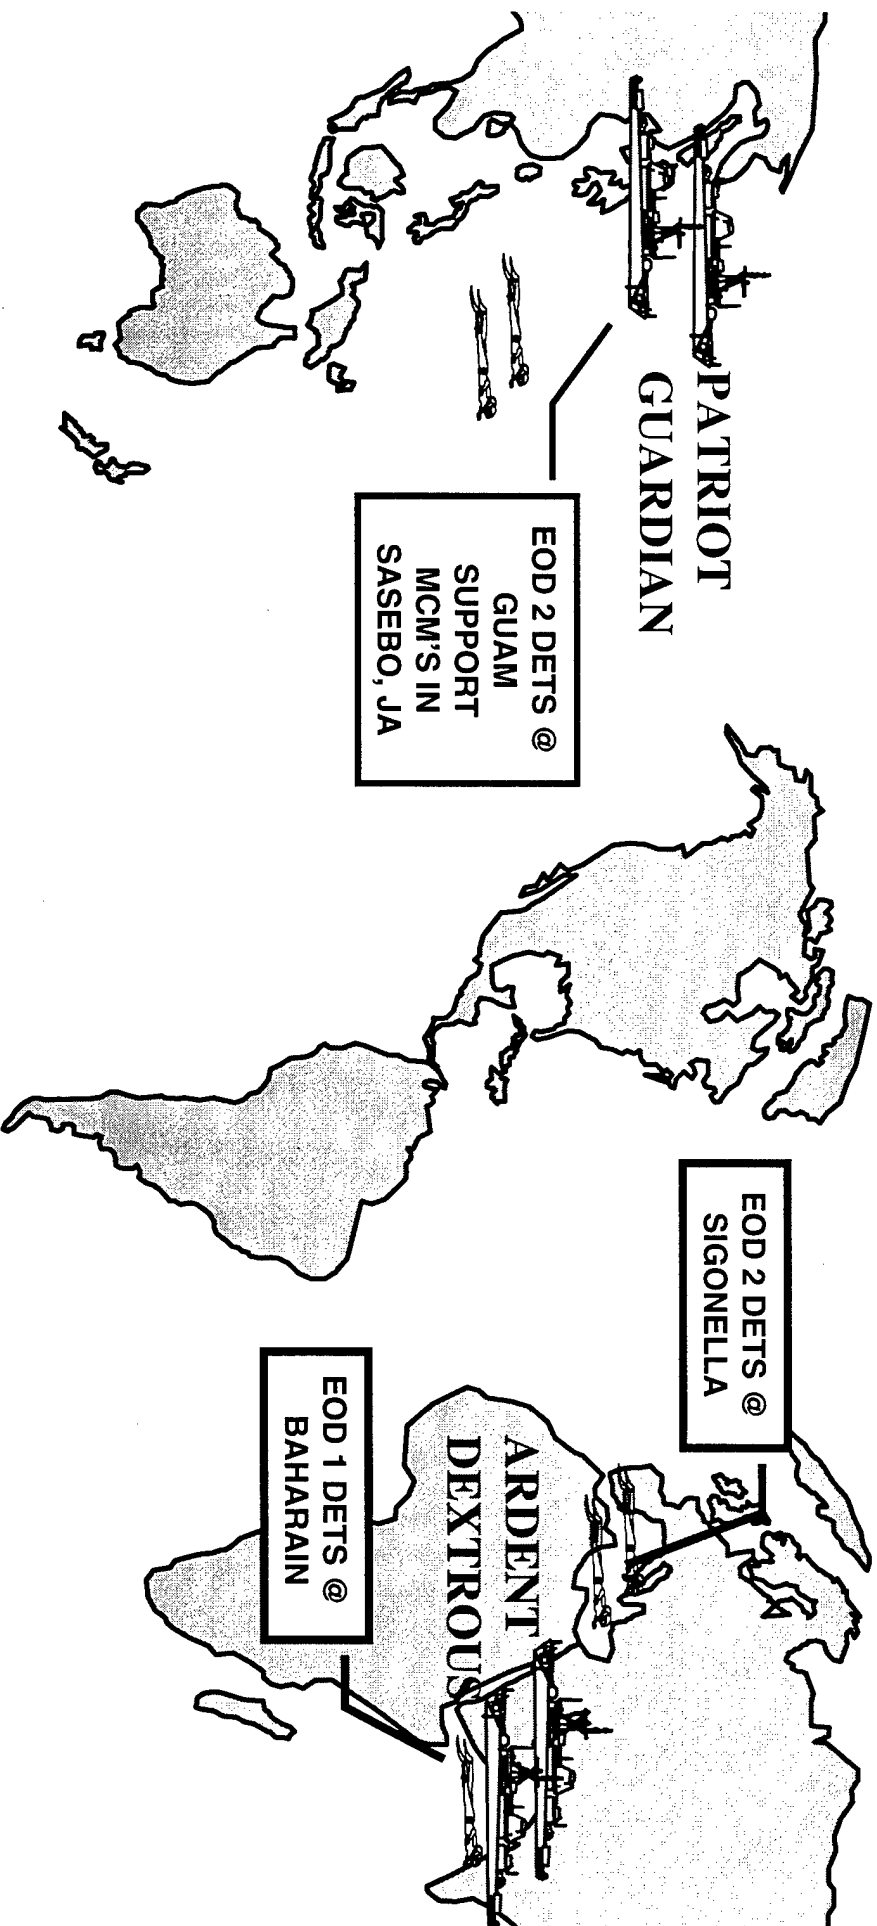 PATRIOT
GUARDIAN
EOD 2 DETS @
GUAM
SUPPORT
MCM'S IN
SASEBO, JA
EOD 2 DETS @
SIGONELLA
ARDENT
DEXTROUS
EOD 1 DETS @
BAHARAIN